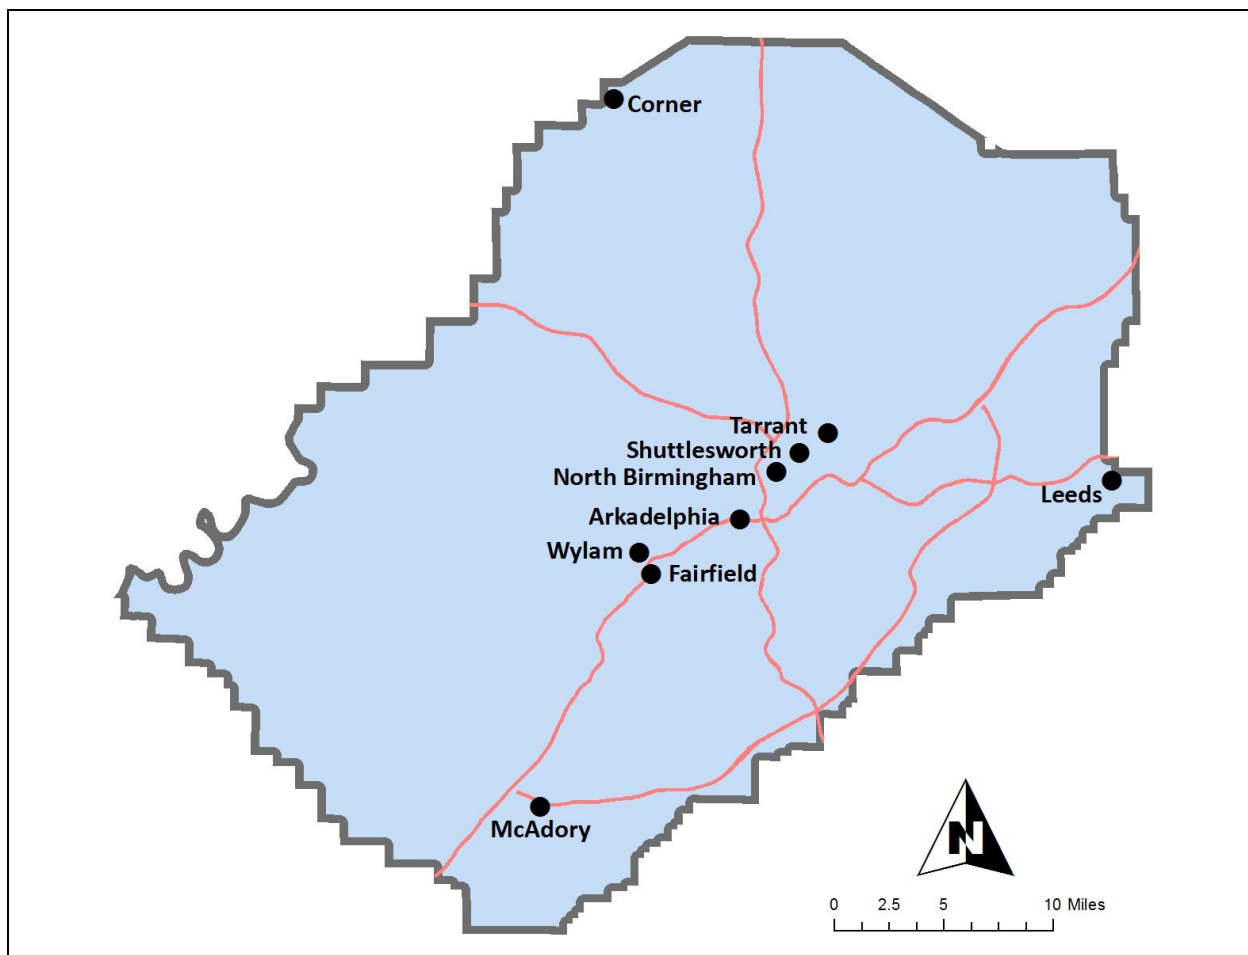 Corner
Tarrant
Shuttlesworth
North Birmingham
Leeds
Arkadelphia
Wylam
Fairfield
McAdory
N
0 2.5 5 10 Miles